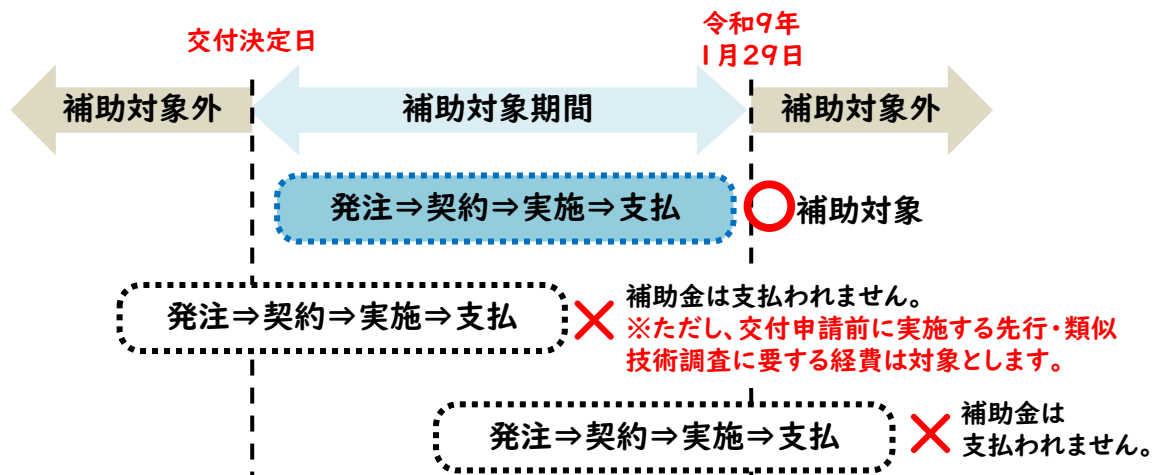 交付決定日
令和9年
1月29日
補助対象外
補助対象期間
補助対象外
発注⇒契約⇒実施⇒支払
補助対象
発注⇒契約⇒実施⇒支払
補助金は支払われません。
※ただし、交付申請前に実施する先行・類似
技術調査に要する経費は対象とします。
発注⇒契約⇒実施⇒支払
補助金は
支払われません。